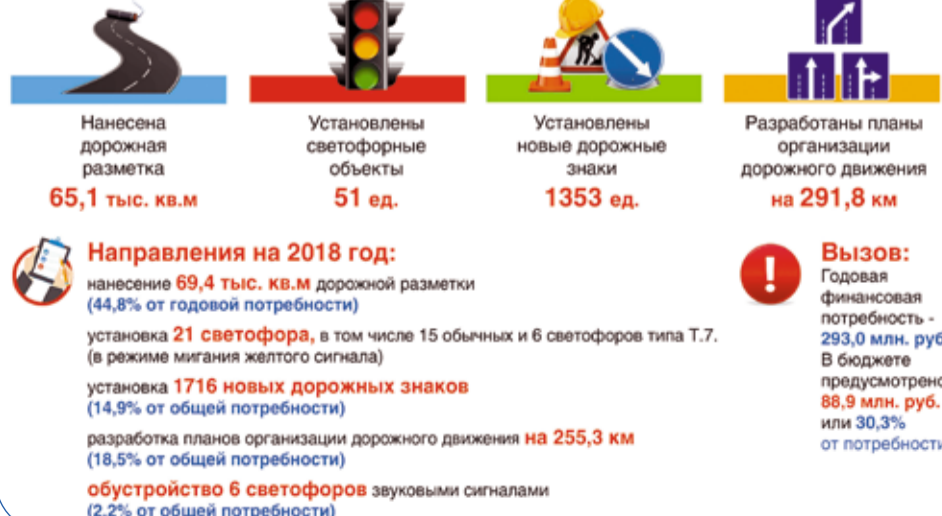 Нанесена
дорожная
разметка
65,1 тыс. кв.м
Установлены
светофорные
объекты
51 ед.
Установлены
новые дорожные
знаки
1353 ед.
Разработаны планы
организации
дорожного движения
на 291,8 км
Направления на 2018 год:
нанесение 69,4 тыс. кв.м дорожной разметки
(44,8% от годовой потребности)
установка 21 светофора, в том числе 15 обычных и 6 светофоров типа Т.7.
(в режиме мигания желтого сигнала)
установка 1716 новых дорожных знаков
(14,9% от общей потребности)
разработка планов организации дорожного движения на 255,3 км
(18,5% от общей потребности)
обустройство 6 светофоров звуковыми сигналами
(2,2% от общей потребности)
Вызов:
Годовая
финансовая
потребность -
293,0 млн. руб
В бюджете
предусмотрено
88,9 млн. руб.
или 30,3%
от потребности